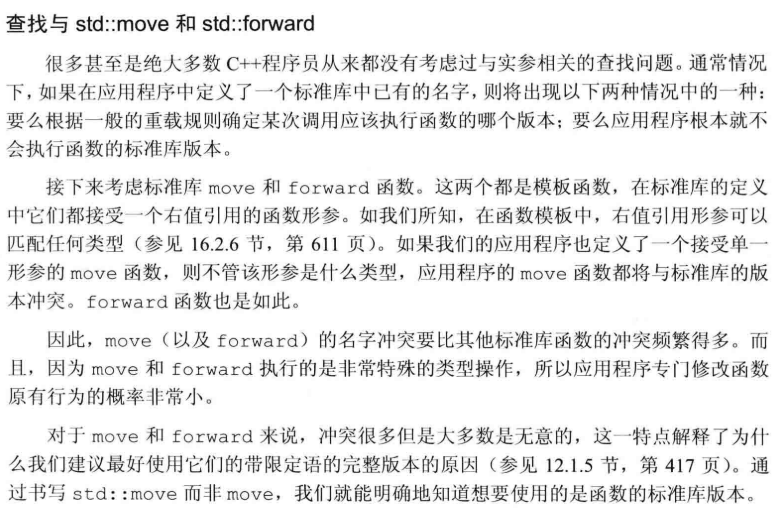 查找与 std::move 和 std::forward
很多甚至是绝大多数 C++程序员从来都没有考虑过与实参相关的查找问题。通常情况
下，如果在应用程序中定义了一个标准库中已有的名字，则将出现以下两种情况中的一种：
要么根据一般的重载规则确定某次调用应该执行函数的哪个版本；要么应用程序根本就不
会执行函数的标准库版本。
接下来考虑标准库 move 和 forward 函数。这两个都是模板函数，在标准库的定义
中它们都接受一个右值引用的函数形参。如我们所知，在函数模板中，右值引用形参可以
匹配任何类型（参见 16.2.6 节，第 611 页）。如果我们的应用程序也定义了一个接受单一
形参的 move 函数，则不管该形参是什么类型，应用程序的 move 函数都将与标准库的版
本冲突。forward 函数也是如此。
因此，move（以及 forward）的名字冲突要比其他标准库函数的冲突频繁得多。而
且，因为 move 和 forward 执行的是非常特殊的类型操作，所以应用程序专门修改函数
原有行为的概率非常小。
对于 move 和 forward 来说，冲突很多但是大多数是无意的，这一特点解释了为什
么我们建议最好使用它们的带限定语的完整版本的原因（参见 12.1.5 节，第 417 页）。通
过书写 std::move 而非 move，我们就能明确地知道想要使用的是函数的标准库版本。